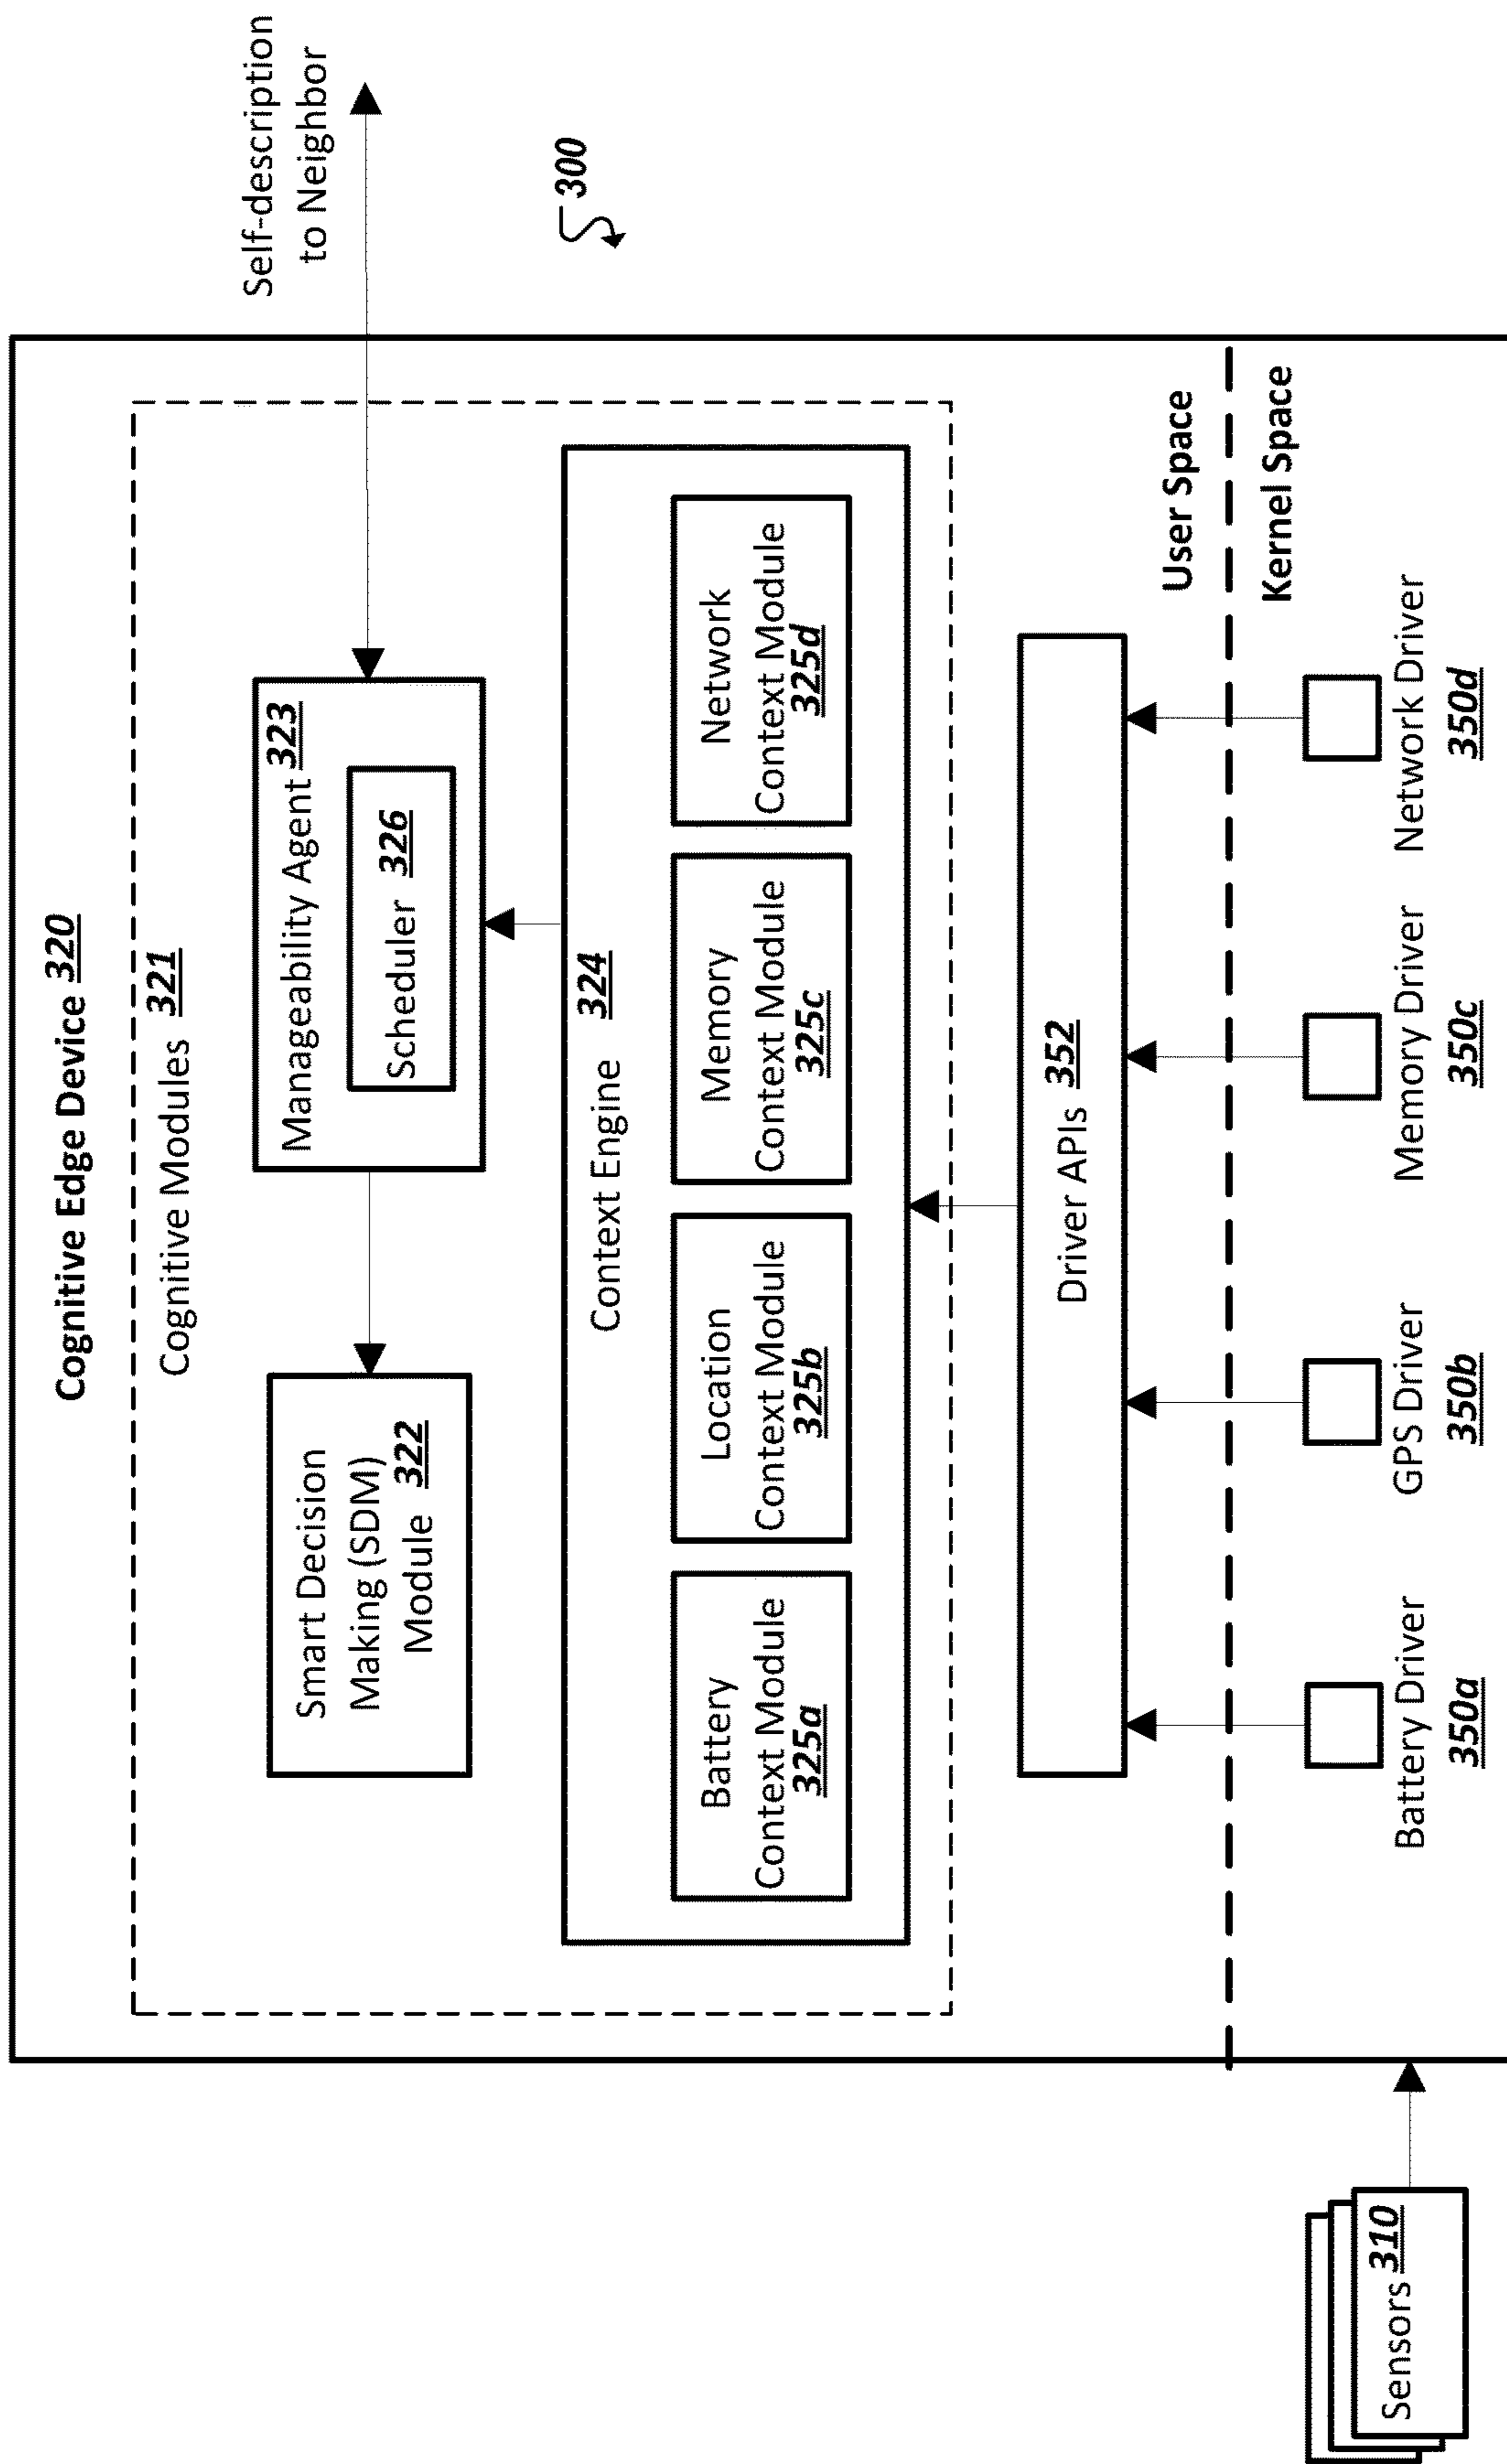 Cognitive Edge Device 320
Cognitive Modules 321
Self-description
to Neighbor
300
Smart Decision
Making (SDM)
Module 322
Manageability Agent 323
Scheduler 326
Context Engine 324
Battery
Context Module
325a
Location
Context Module
325b
Memory
Context Module
325c
Network
Context Module
325d
Driver APIs 352
User Space
Kernel Space
Battery Driver
350a
GPS Driver
350b
Memory Driver
350c
Network Driver
350d
Sensors 310